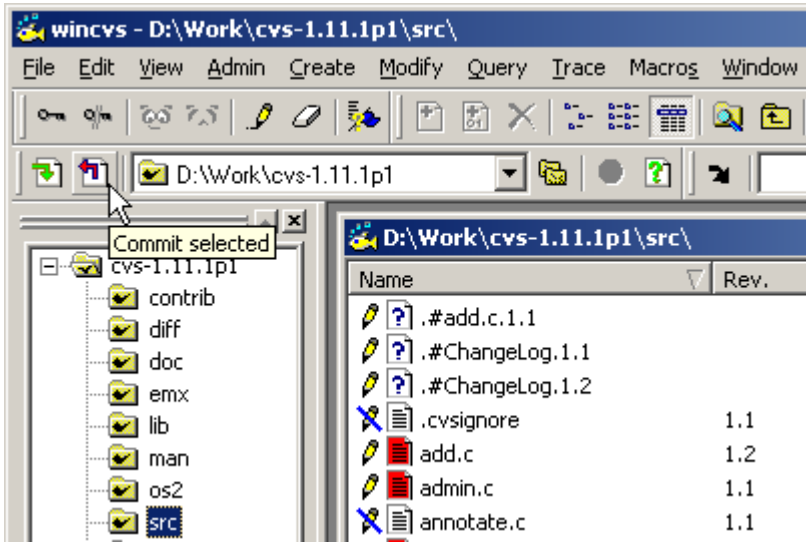 wincvs - D:\Work\cvs-1.11.1p1\src\
File Edit View Admin Create Modify Query Trace Macros Window
D:\Work\cvs-1.11.1p1
Commit selected
cvs-1.11.1p1
contrib
diff
doc
emx
lib
man
os2
src
D:\Work\cvs-1.11.1p1\src\
Name Rev.
.#add.c.1.1
.#ChangeLog.1.1
.#ChangeLog.1.2
.cvsignore 1.1
add.c 1.2
admin.c 1.1
annotate.c 1.1